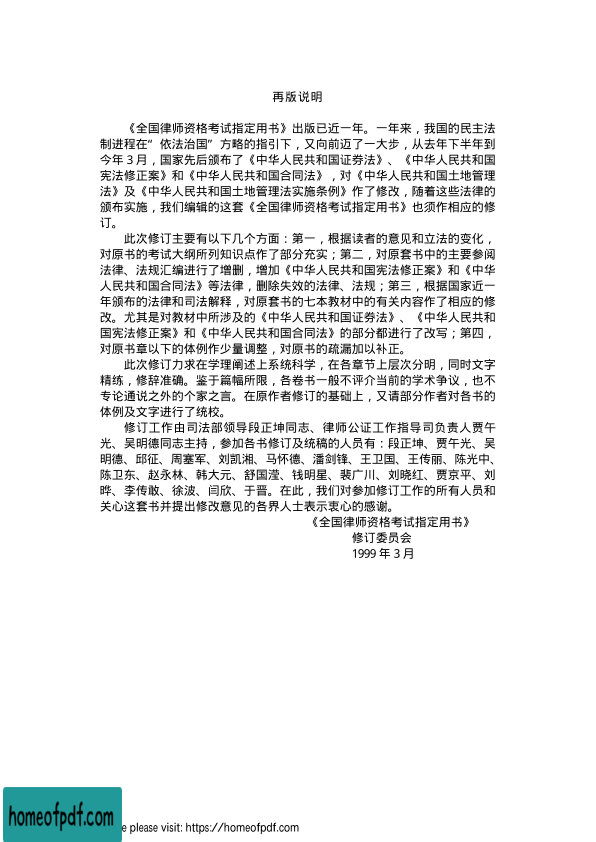 再版说明
《全国律师资格考试指定用书》出版已近一年。一年来，我国的民主法
制进程在“依法治国”方略的指引下，又向前迈了一大步，从去年下半年到
今年 3 月，国家先后颁布了《中华人民共和国证券法》、《中华人民共和国
宪法修正案》和《中华人民共和国合同法》，对《中华人民共和国土地管理
法》及《中华人民共和国土地管理法实施条例》作了修改，随着这些法律的
颁布实施，我们编辑的这套《全国律师资格考试指定用书》也须作相应的修
订。
此次修订主要有以下几个方面：第一，根据读者的意见和立法的变化，
对原书的考试大纲所列知识点作了部分充实；第二，对原套书中的主要参阅
法律、法规汇编进行了增删，增加《中华人民共和国宪法修正案》和《中华
人民共和国合同法》等法律，删除失效的法律、法规；第三，根据国家近一
年颁布的法律和司法解释，对原套书的七本教材中的有关内容作了相应的修
改。尤其是对教材中所涉及的《中华人民共和国证券法》、《中华人民共和
国宪法修正案》和《中华人民共和国合同法》的部分都进行了改写；第四，
对原书章以下的体例作少量调整，对原书的疏漏加以补正。
此次修订力求在学理阐述上系统科学，在各章节上层次分明，同时文字
精练，修辞准确。鉴于篇幅所限，各卷书一般不评介当前的学术争议，也不
专论通说之外的个家之言。在原作者修订的基础上，又请部分作者对各书的
体例及文字进行了统校。
修订工作由司法部领导段正坤同志、律师公证工作指导司负责人贾午
光、吴明德同志主持，参加各书修订及统稿的人员有：段正坤、贾午光、吴
明德、邱征、周塞军、刘凯湘、马怀德、潘剑锋、王卫国、王传丽、陈光中、
陈卫东、赵永林、韩大元、舒国滢、钱明星、裴广川、刘晓红、贾京平、刘
晔、李传敢、徐波、闫欣、于晋。在此，我们对参加修订工作的所有人员和
关心这套书并提出修改意见的各界人士表示衷心的感谢。
《全国律师资格考试指定用书》
修订委员会
1999 年 3 月
homeofpdf.com
e please visit: https://homeofpdf.com